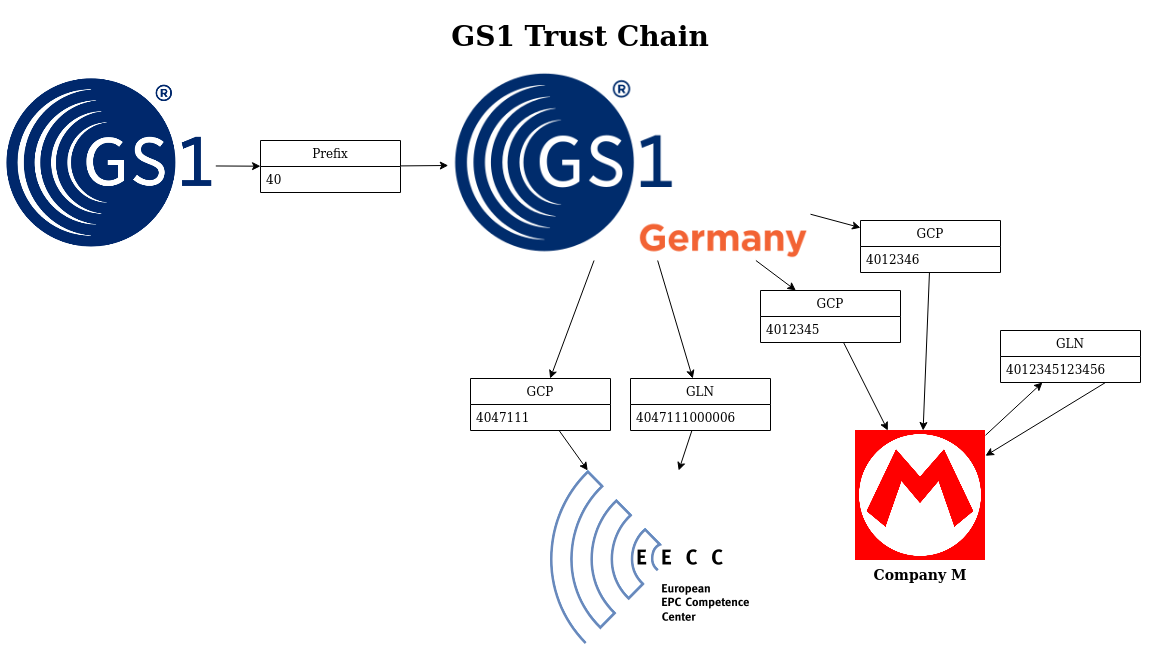 GS1 Trust Chain
GS1®
Prefix
40
GS1®
Germany
GCP
4012346
GCP
4012345
GLN
4012345123456
GCP
4047111
GLN
4047111000006
M
Company M
E E C C
European
EPC Competence
Center